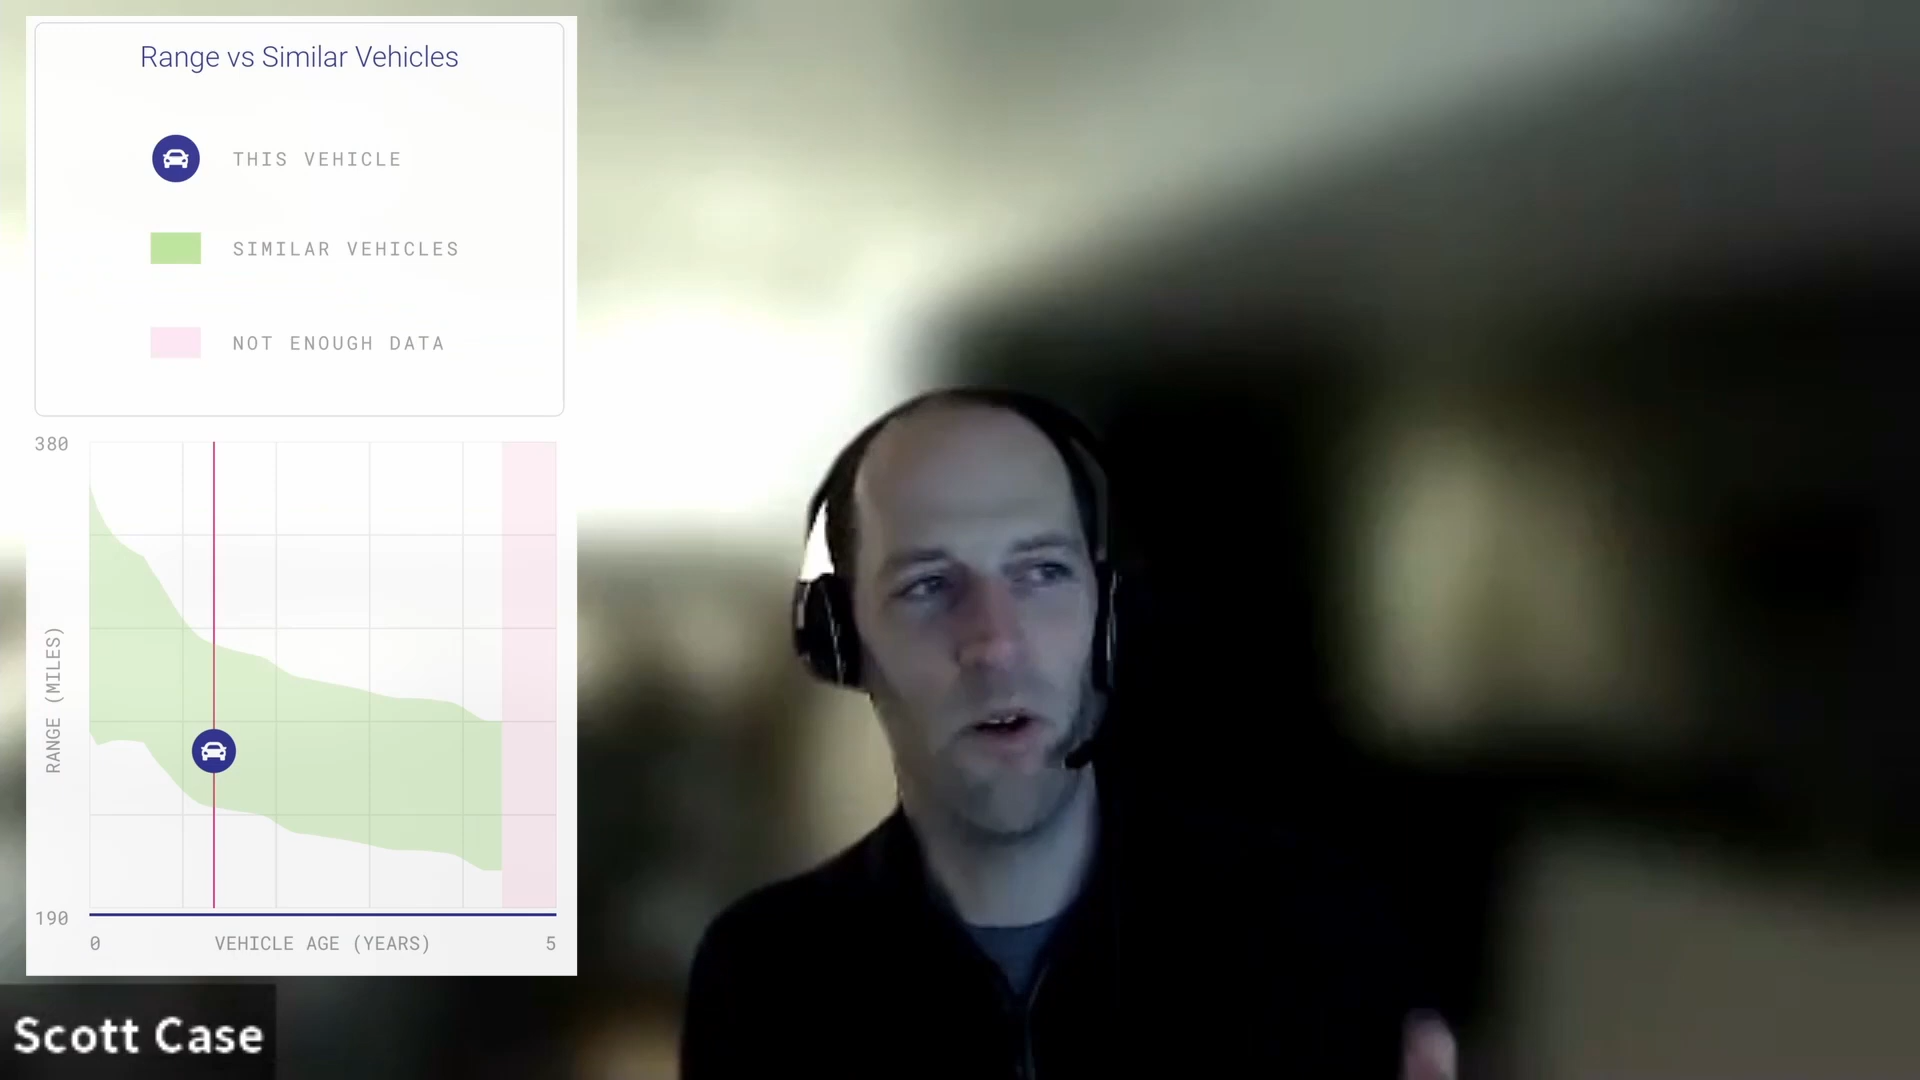 Range vs Similar Vehicles
THIS VEHICLE
SIMILAR VEHICLES
NOT ENOUGH DATA
380
RANGE (MILES)
190
0
VEHICLE AGE (YEARS)
5
Scott Case